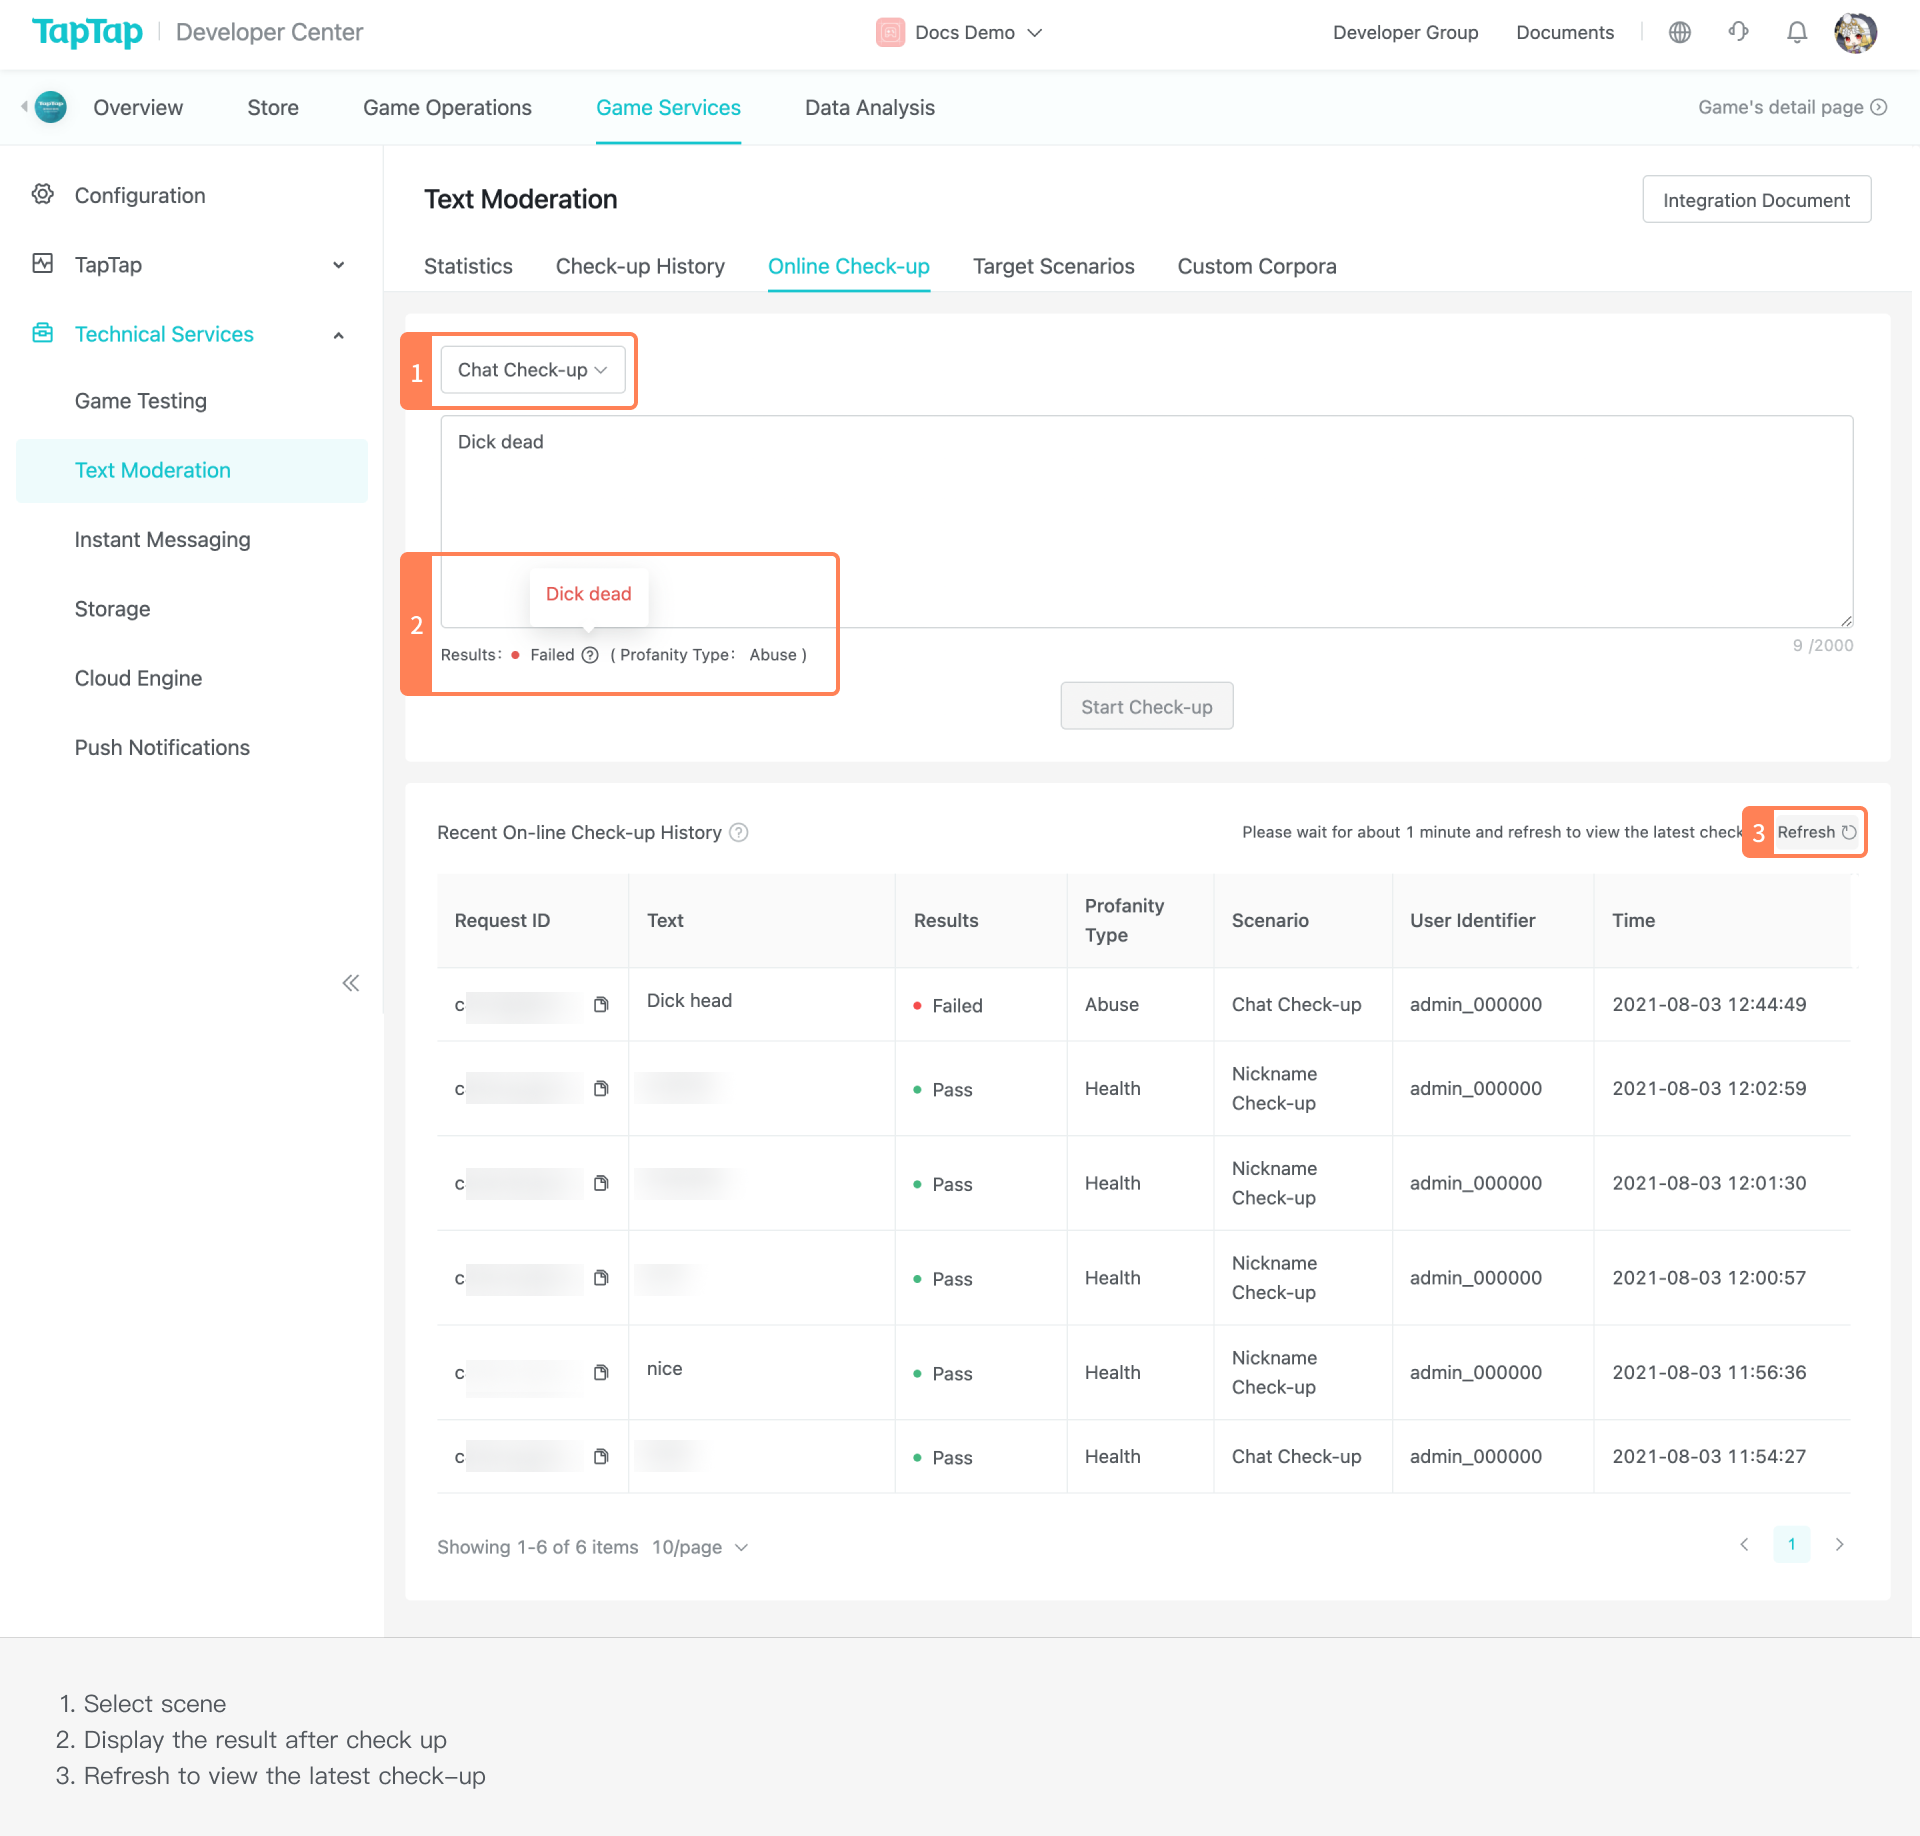 TapTap Developer Center Docs Demo Developer Group Documents
Overview Store Game Operations Game Services Data Analysis Game's detail page
Configuration
TapTap
Technical Services
Game Testing
Text Moderation
Instant Messaging
Storage
Cloud Engine
Push Notifications
Text Moderation
Integration Document
Statistics Check-up History Online Check-up Target Scenarios Custom Corpora
1 Chat Check-up
Dick dead
2
Dick dead
Results: Failed ? ( Profanity Type: Abuse )
9 /2000
Start Check-up
Recent On-line Check-up History ? Please wait for about 1 minute and refresh to view the latest check 3 Refresh
Request ID Text Results Profanity Type Scenario User Identifier Time
c Dick head Failed Abuse Chat Check-up admin_000000 2021-08-03 12:44:49
c Pass Health Nickname Check-up admin_000000 2021-08-03 12:02:59
c Pass Health Nickname Check-up admin_000000 2021-08-03 12:01:30
c Pass Health Nickname Check-up admin_000000 2021-08-03 12:00:57
c nice Pass Health Nickname Check-up admin_000000 2021-08-03 11:56:36
c Pass Health Chat Check-up admin_000000 2021-08-03 11:54:27
Showing 1-6 of 6 items 10/page
1
1. Select scene
2. Display the result after check up
3. Refresh to view the latest check-up